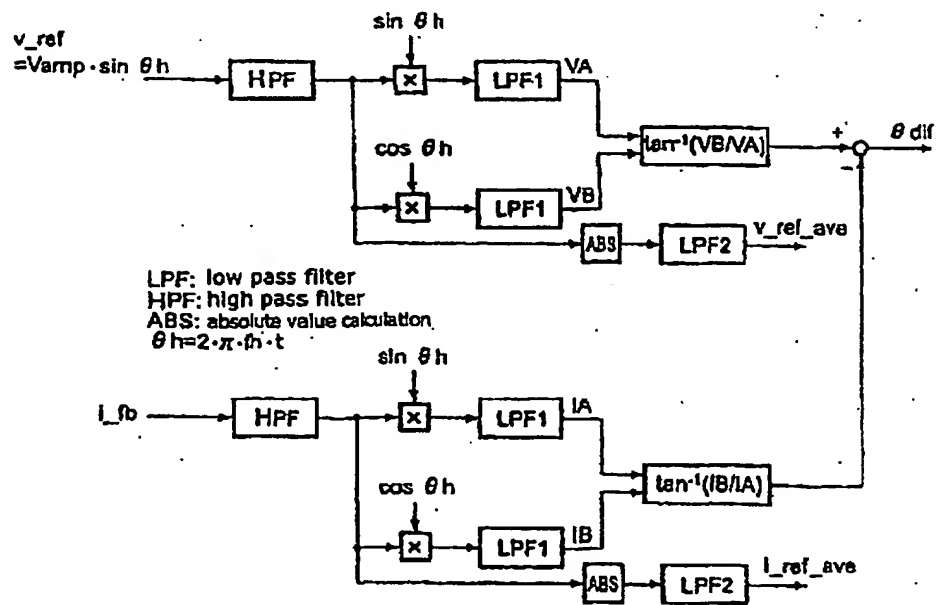 sin θh
v_ref
=Vamp·sin θh
HPF
×
LPF1
VA
cos θh
×
LPF1
VB
tan⁻¹(VB/VA)
+
−
θ dif
ABS
LPF2
v_ref_ave
LPF: low pass filter
HPF: high pass filter
ABS: absolute value calculation
θh=2·π·fh·t
sin θh
i_fb
HPF
×
LPF1
IA
cos θh
×
LPF1
IB
tan⁻¹(IB/IA)
ABS
LPF2
i_ref_ave